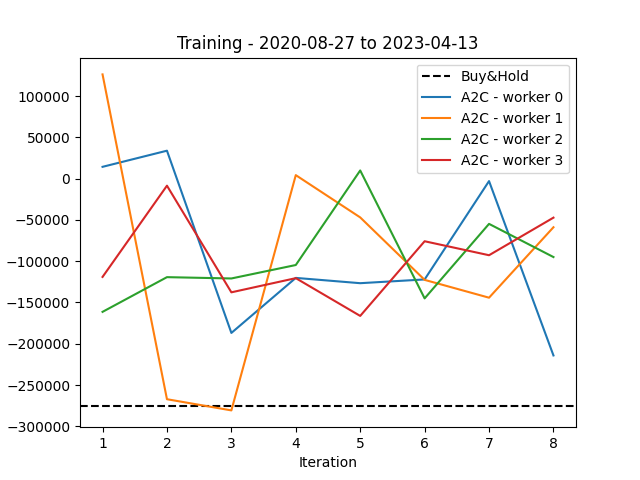 Training - 2020-08-27 to 2023-04-13
Buy&Hold
A2C - worker 0
A2C - worker 1
A2C - worker 2
A2C - worker 3
100000
50000
0
−50000
−100000
−150000
−200000
−250000
−300000
1 2 3 4 5 6 7 8
Iteration